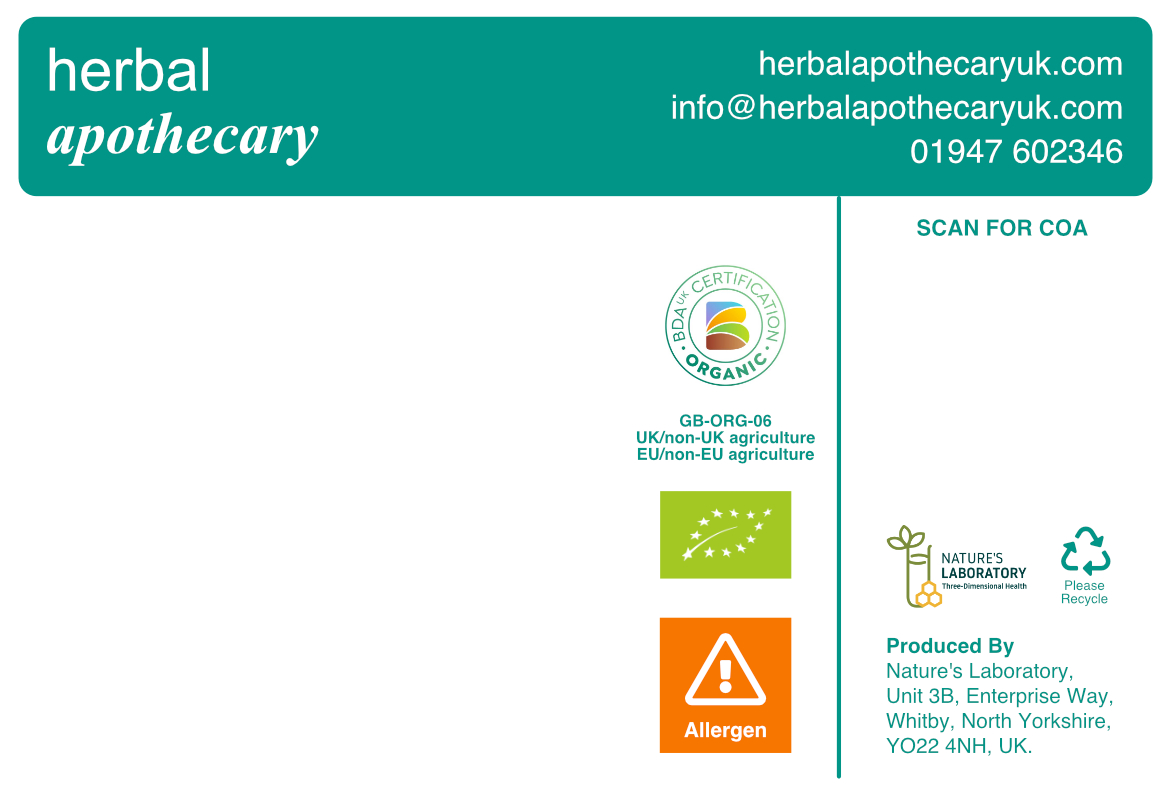 herbal
apothecary
herbalapothecaryuk.com
info@herbalapothecaryuk.com
01947 602346
SCAN FOR COA
BDA UK CERTIFICATION
• ORGANIC •
GB-ORG-06
UK/non-UK agriculture
EU/non-EU agriculture
Allergen
NATURE'S
LABORATORY
Three-Dimensional Health
Please
Recycle
Produced By
Nature's Laboratory,
Unit 3B, Enterprise Way,
Whitby, North Yorkshire,
YO22 4NH, UK.